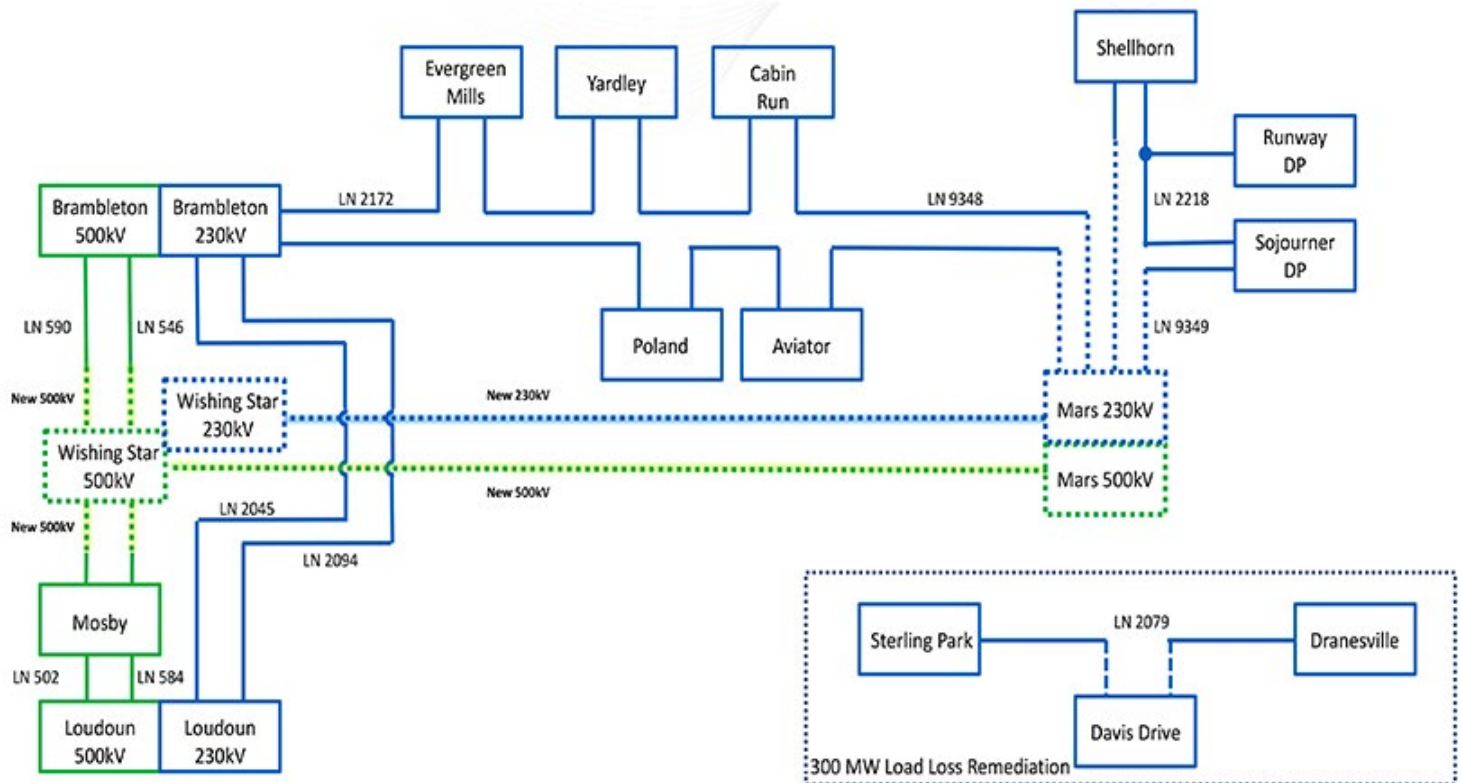 Shellhorn
Evergreen
Mills
Yardley
Cabin
Run
Runway
DP
LN 2172
LN 9348
LN 2218
Brambleton
500kV
Brambleton
230kV
Sojourner
DP
LN 590
LN 546
LN 9349
Poland
Aviator
New 500kV
Wishing Star
230kV
New 230kV
Mars 230kV
Wishing Star
500kV
Mars 500kV
New 500kV
New 500kV
LN 2045
LN 2094
Mosby
LN 502
LN 584
Loudoun
500kV
Loudoun
230kV
Sterling Park
LN 2079
Dranesville
Davis Drive
300 MW Load Loss Remediation